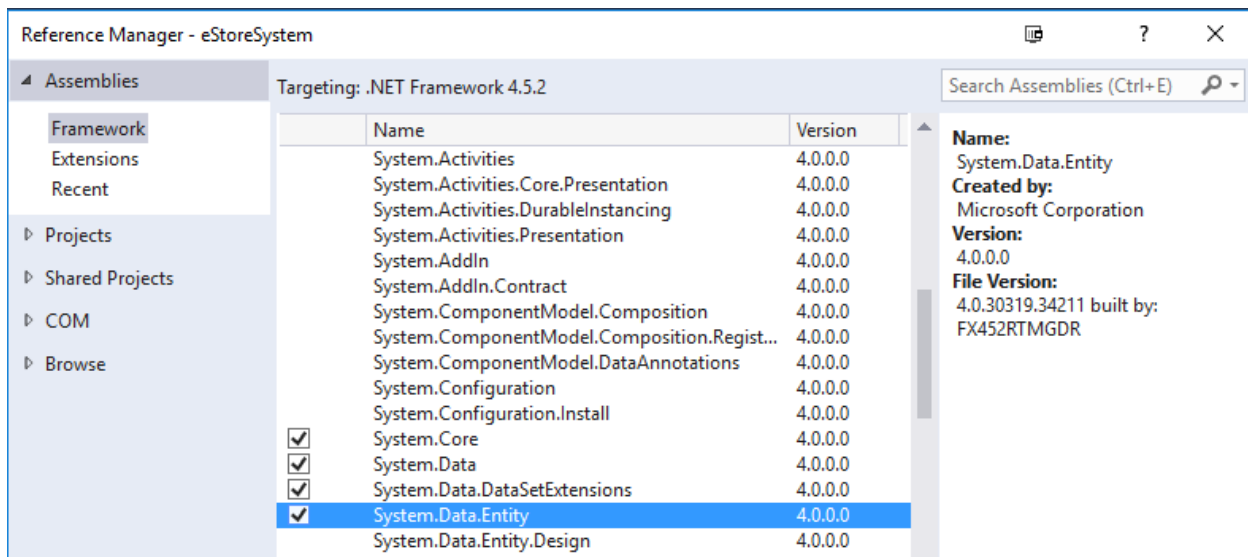 Reference Manager - eStoreSystem
?
Assemblies
Framework
Extensions
Recent
Projects
Shared Projects
COM
Browse
Targeting: .NET Framework 4.5.2
Name Version
System.Activities 4.0.0.0
System.Activities.Core.Presentation 4.0.0.0
System.Activities.DurableInstancing 4.0.0.0
System.Activities.Presentation 4.0.0.0
System.AddIn 4.0.0.0
System.AddIn.Contract 4.0.0.0
System.ComponentModel.Composition 4.0.0.0
System.ComponentModel.Composition.Regist... 4.0.0.0
System.ComponentModel.DataAnnotations 4.0.0.0
System.Configuration 4.0.0.0
System.Configuration.Install 4.0.0.0
System.Core 4.0.0.0
System.Data 4.0.0.0
System.Data.DataSetExtensions 4.0.0.0
System.Data.Entity 4.0.0.0
System.Data.Entity.Design 4.0.0.0
Search Assemblies (Ctrl+E)
Name:
System.Data.Entity
Created by:
Microsoft Corporation
Version:
4.0.0.0
File Version:
4.0.30319.34211 built by:
FX452RTMGDR